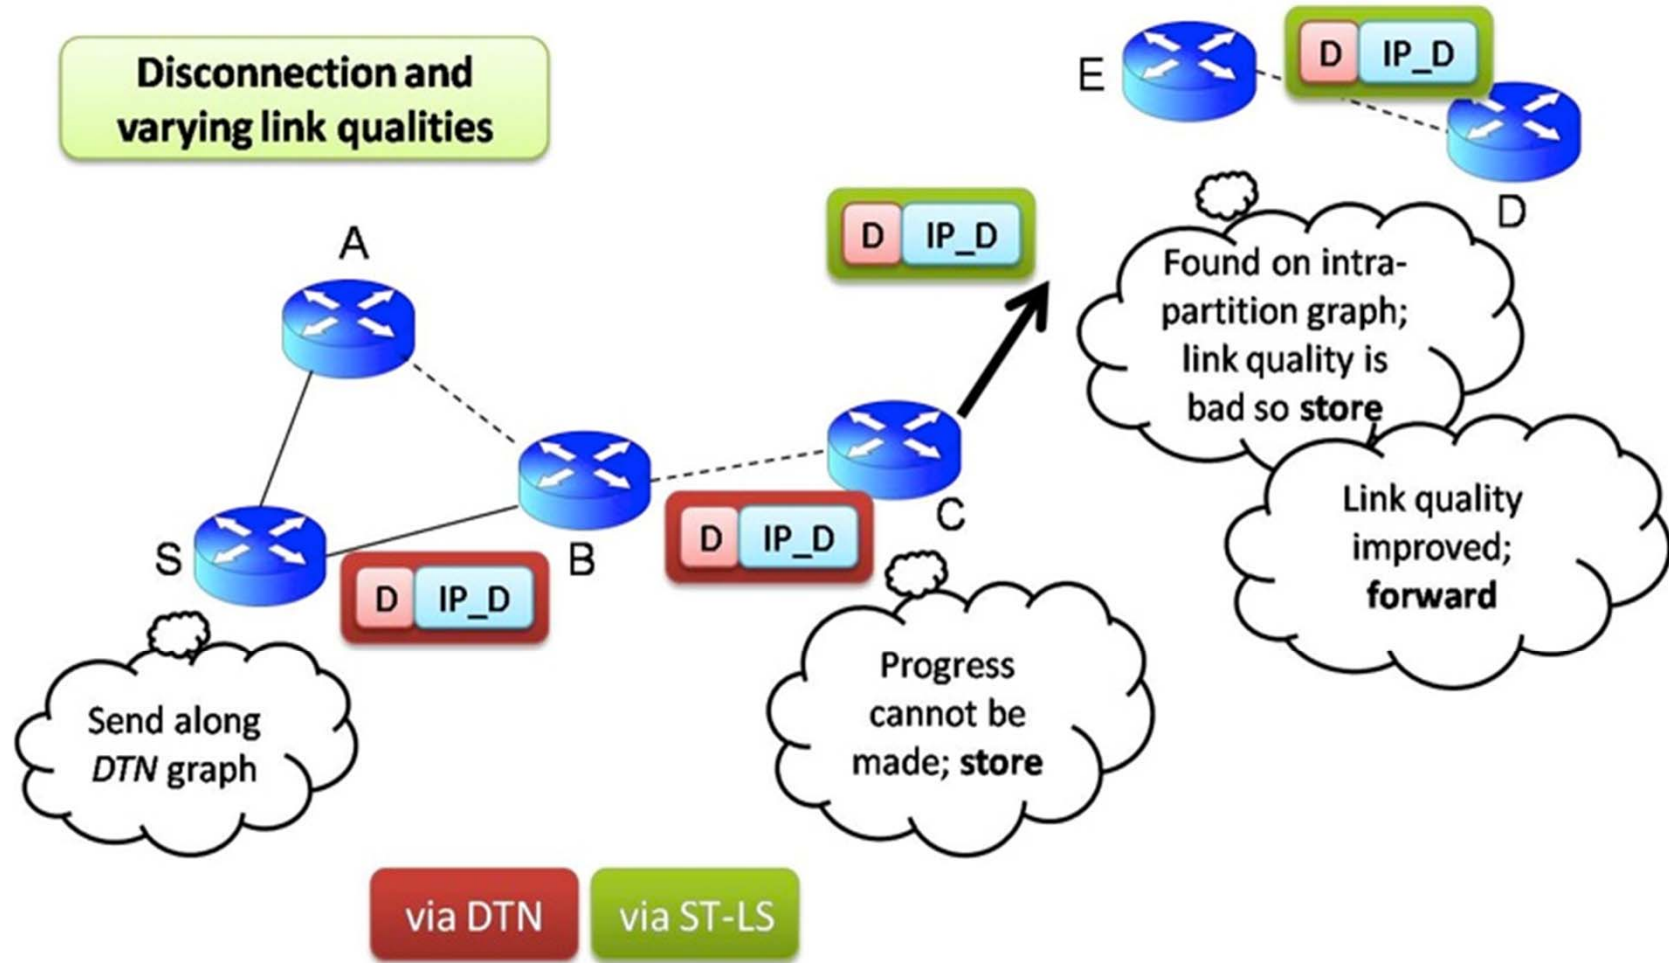 Disconnection and
varying link qualities
E
D IP_D
D
D IP_D
A
Found on intra-
partition graph;
link quality is
bad so store
Link quality
improved;
forward
S
B
C
D IP_D
D IP_D
Send along
DTN graph
Progress
cannot be
made; store
via DTN
via ST-LS